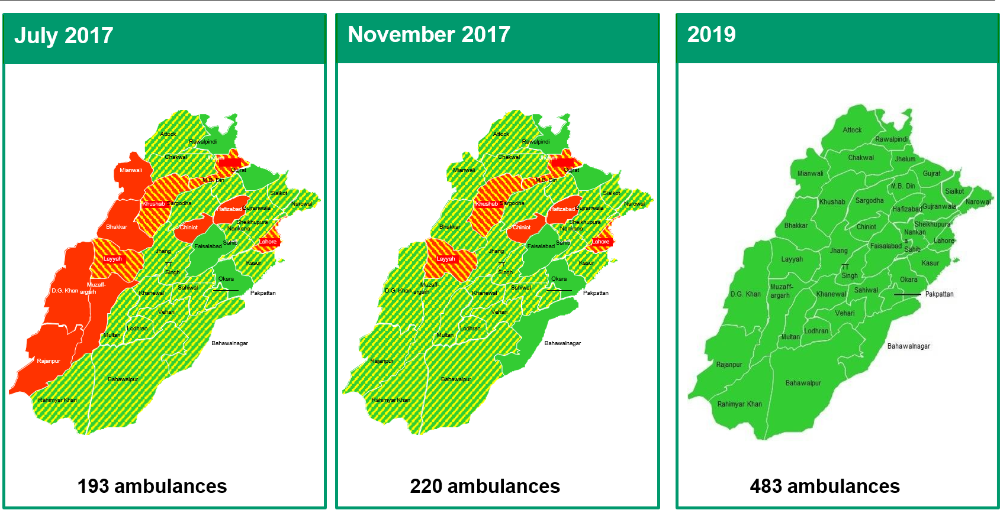 July 2017
Attock
Rawalpindi
Chakwal
Jhelum
Mianwali
Gujrat
M.B. Din
Sialkot
Khushab
Sargodha
Narowal
Hafizabad
Gujranwala
Bhakkar
Chiniot
Sheikhupura
Nankana
Sahib
Lahore
Faisalabad
Jhang
Layyah
TT
Singh
Kasur
Okara
D.G. Khan
Muzaff-
argarh
Khanewal
Sahiwal
Pakpattan
Vehari
Lodhran
Multan
Bahawalnagar
Rajanpur
Bahawalpur
Rahimyar Khan
193 ambulances
November 2017
Attock
Rawalpindi
Chakwal
Jhelum
Mianwali
Gujrat
M.B. Din
Sialkot
Khushab
Sargodha
Narowal
Hafizabad
Gujranwala
Bhakkar
Chiniot
Sheikhupura
Nankana
Sahib
Lahore
Faisalabad
Jhang
Layyah
TT
Singh
Kasur
Okara
D.G. Khan
Muzaff-
argarh
Khanewal
Sahiwal
Pakpattan
Vehari
Lodhran
Multan
Bahawalnagar
Rajanpur
Bahawalpur
Rahimyar Khan
220 ambulances
2019
Attock
Rawalpindi
Chakwal
Jhelum
Mianwali
Gujrat
M.B. Din
Sialkot
Khushab
Sargodha
Narowal
Hafizabad
Gujranwala
Bhakkar
Chiniot
Sheikhupura
Nankan
a
Sahib
Lahore
Faisalabad
Jhang
Layyah
TT
Singh
Kasur
Okara
D.G. Khan
Muzaff-
argarh
Khanewal
Sahiwal
Pakpattan
Vehari
Lodhran
Multan
Bahawalnagar
Rajanpur
Bahawalpur
Rahimyar Khan
483 ambulances